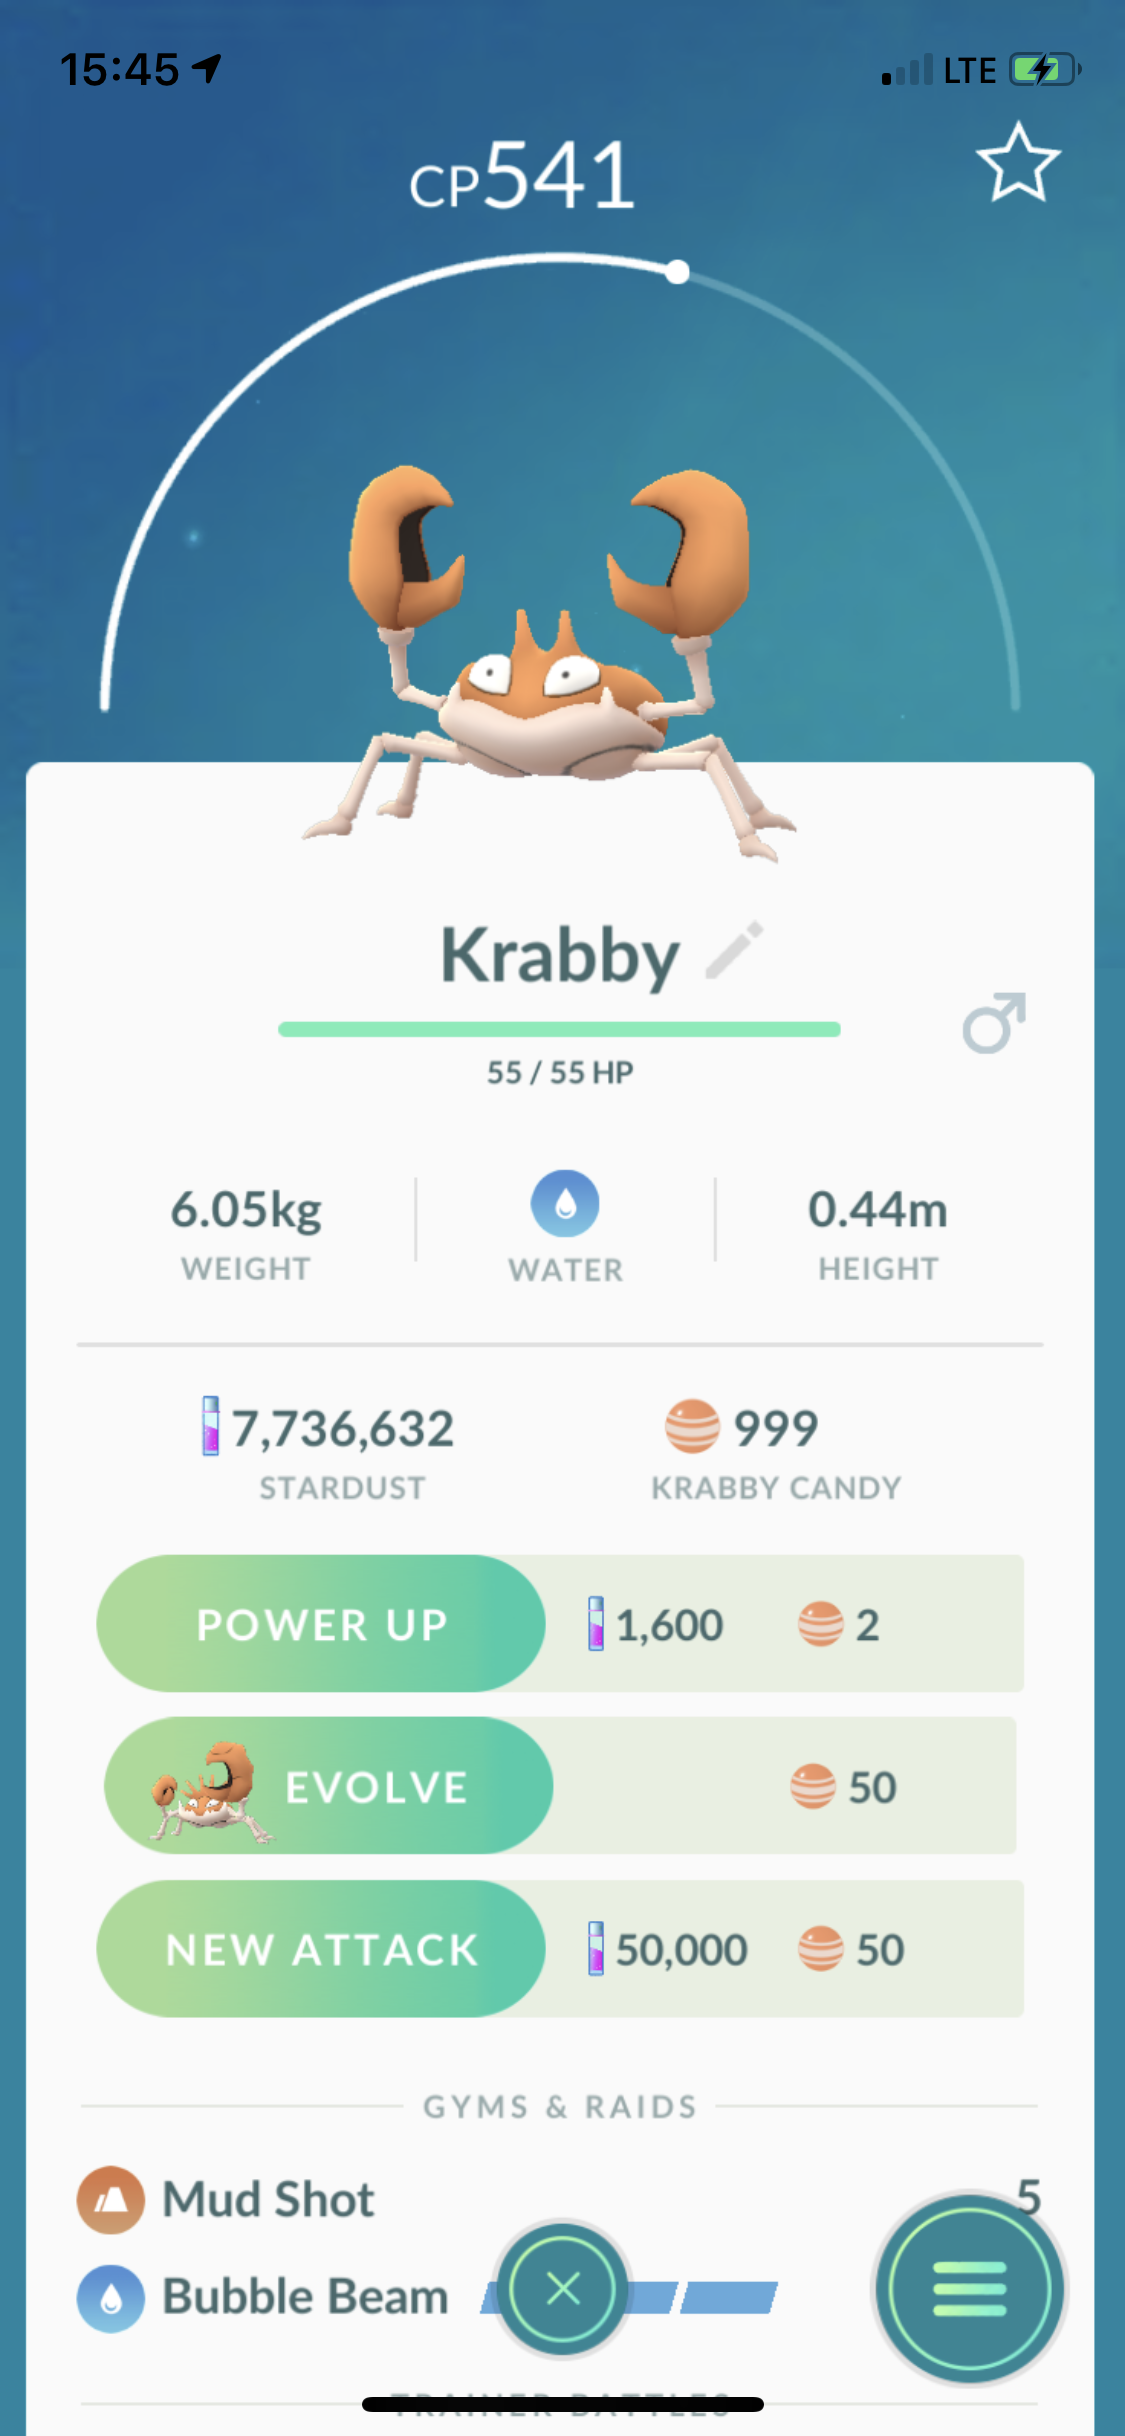 15:45
LTE
CP541
Krabby
55 / 55 HP
6.05kg
WEIGHT
WATER
0.44m
HEIGHT
7,736,632
STARDUST
999
KRABBY CANDY
POWER UP 1,600 2
EVOLVE 50
NEW ATTACK 50,000 50
GYMS & RAIDS
Mud Shot 5
Bubble Beam
TRAINER BATTLES